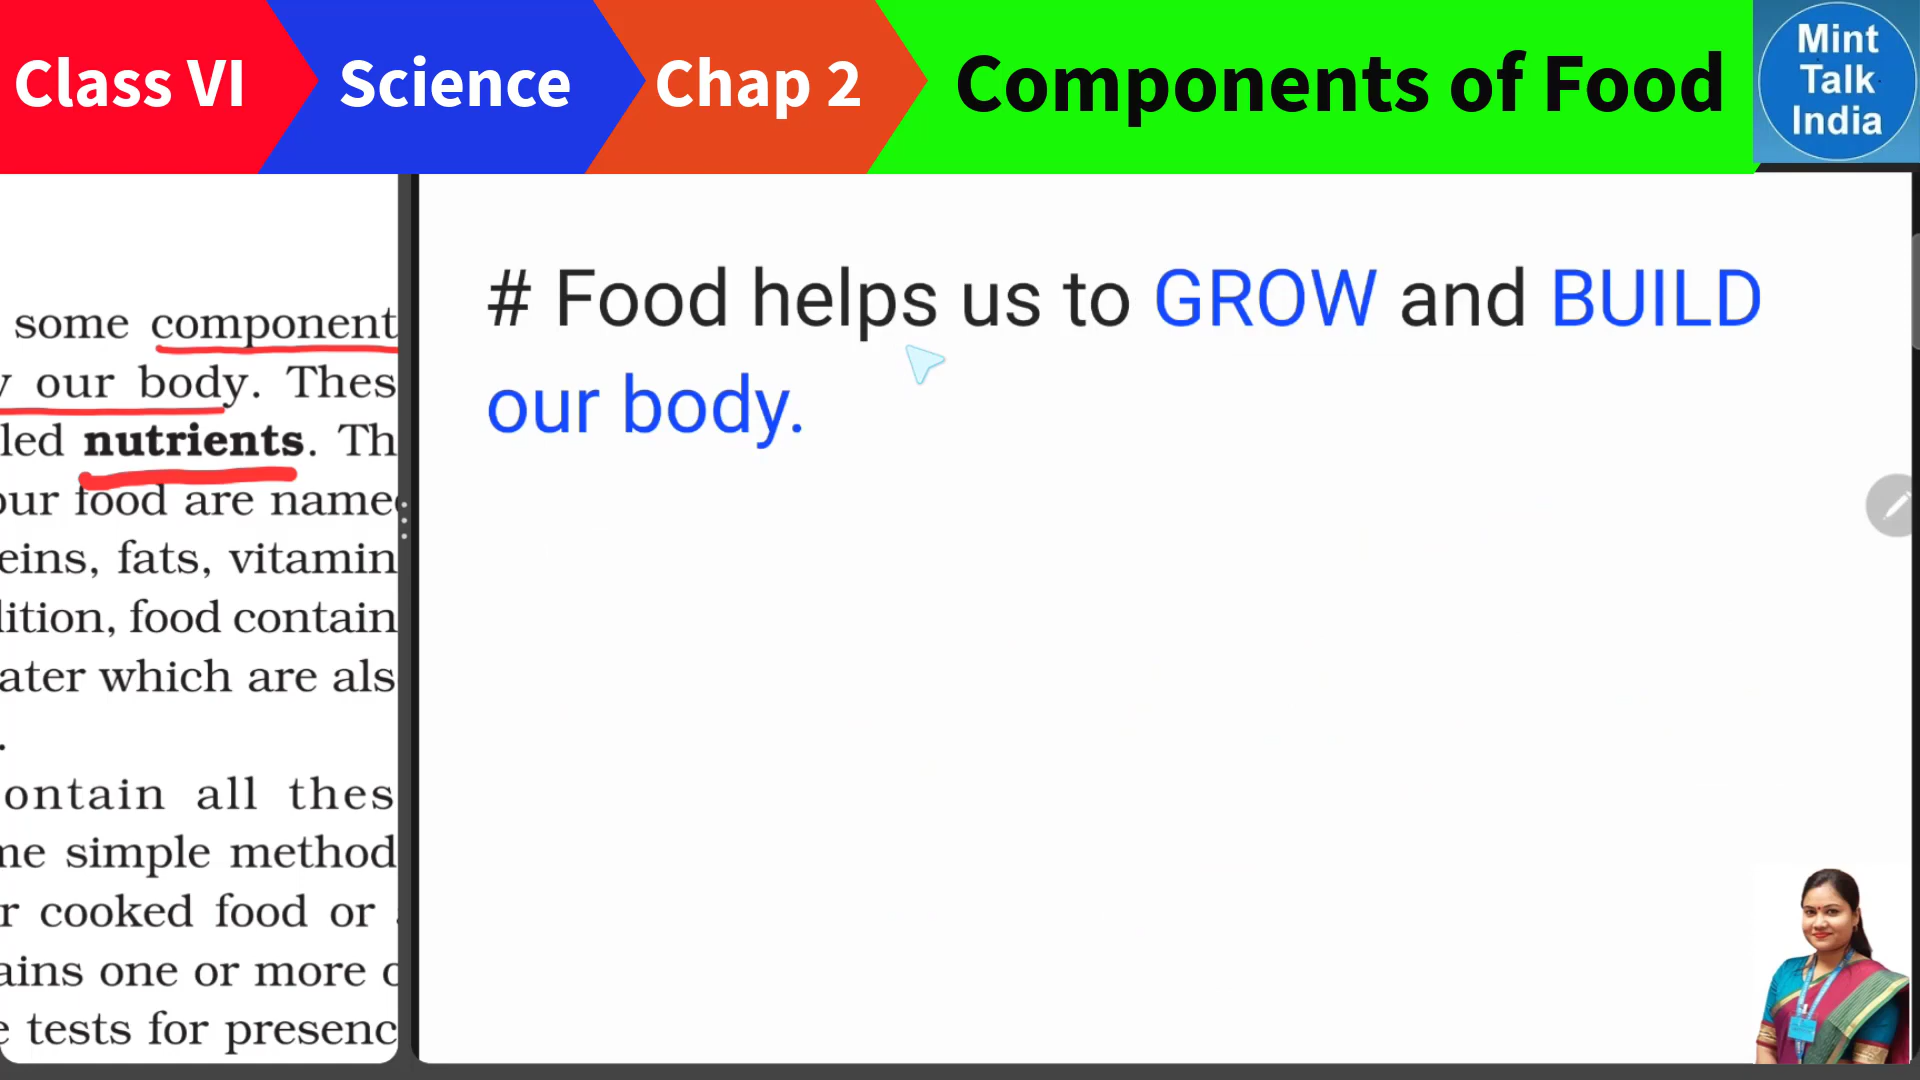 Class VI
Science
Chap 2
Components of Food
Mint
Talk
India
some component
our body. Thes
led nutrients. Th
our food are named
eins, fats, vitamin
lition, food contain
ater which are als
.
ontain all thes
me simple method
r cooked food or
ains one or more o
e tests for presenc
# Food helps us to GROW and BUILD
our body.